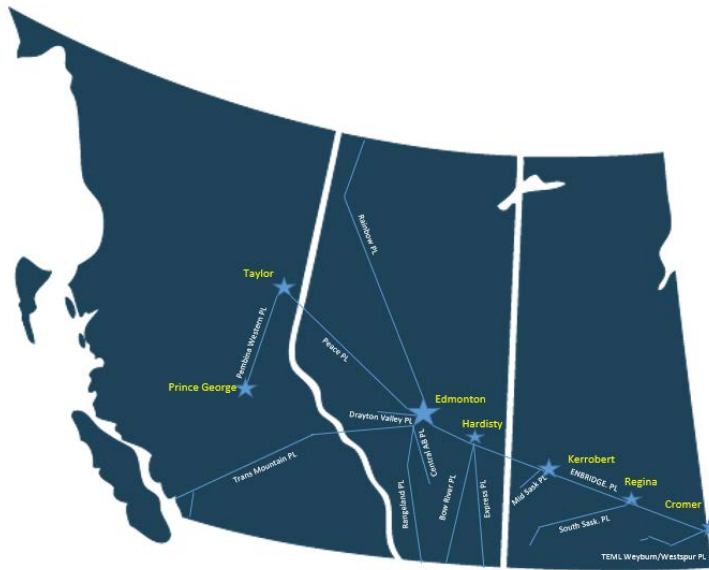 Rainbow PL
Taylor
Pembina Western PL
Peace PL
Prince George
Edmonton
Drayton Valley PL
Hardisty
Central AB PL
Trans Mountain PL
Rangeland PL
Bow River PL
Express PL
Kerrobert
Mid Sask PL
ENBRIDGE. PL
Regina
South Sask. PL
Cromer
TEML Weyburn/Westspur PL